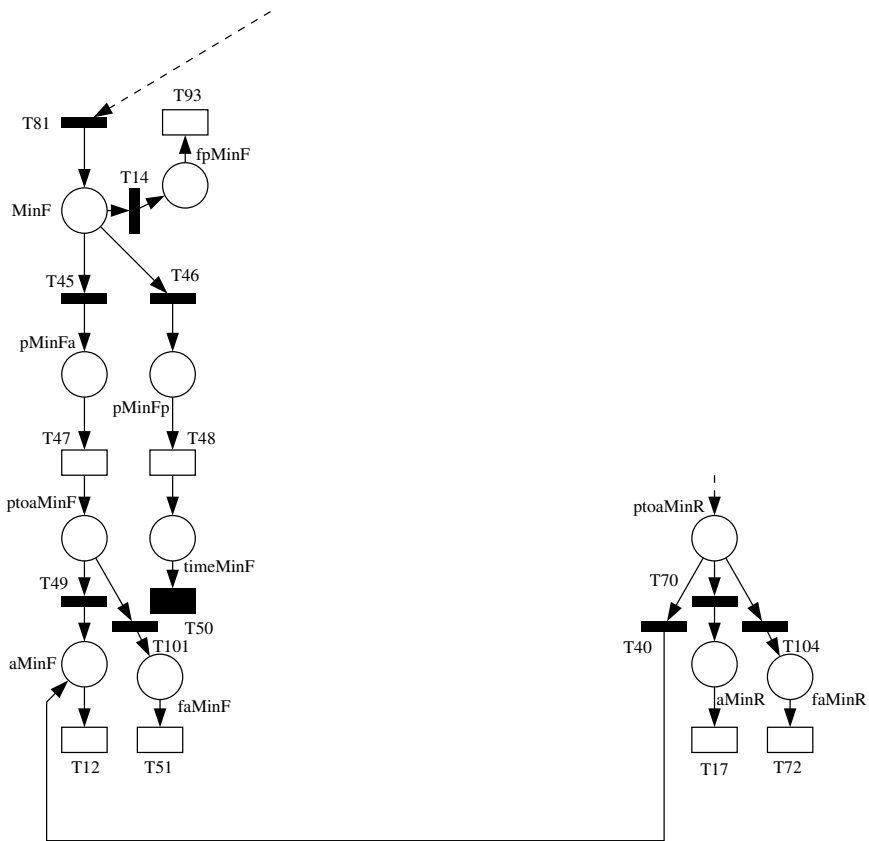 T93
T81
fpMinF
T14
MinF
T45
T46
pMinFa
pMinFp
T47
T48
ptoaMinF
ptoaMinR
timeMinF
T49
T70
T50
T101
T40
T104
aMinF
aMinR
faMinR
faMinF
T12
T51
T17
T72